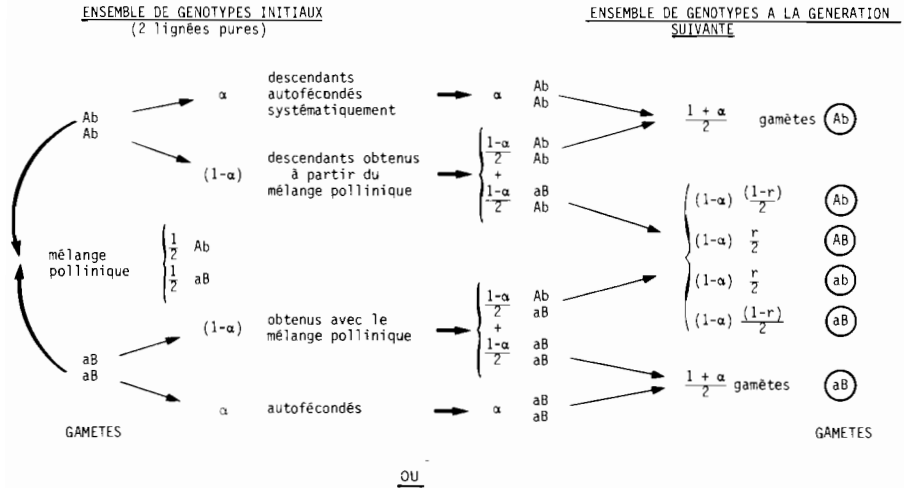 ENSEMBLE DE GENOTYPES INITIAUX
(2 lignées pures)
ENSEMBLE DE GENOTYPES A LA GENERATION
SUIVANTE
Ab
Ab
α descendants
autofécondés
systématiquement
α Ab
Ab
1 + α
2
gamètes Ab
(1-α) descendants obtenus
à partir du
mélange pollinique
1-α
2
Ab
Ab
+
1-α
2
aB
Ab
(1-α) (1-r)
2
Ab
(1-α) r
2
AB
(1-α) r
2
ab
(1-α) (1-r)
2
aB
mélange
pollinique
1
2
Ab
1
2
aB
aB
aB
(1-α) obtenus avec le
mélange pollinique
1-α
2
Ab
aB
+
1-α
2
aB
aB
1 + α
2
gamètes aB
α autofécondés
α aB
aB
GAMETES
GAMETES
OU